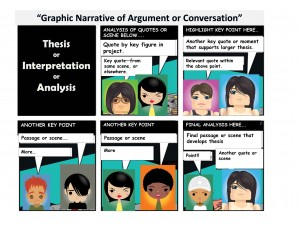 "Graphic Narrative of Argument or Conversation"
Thesis
or
Interpretation
or
Analysis
ANALYSIS OF QUOTES OR
SCENE BELOW...
Quote by key figure in
project.
Key quote—from
same scene, or
elsewhere.
HIGHLIGHT KEY POINT HERE.
Another key quote or moment
that supports larger thesis.
Relevant quote within
the above point.
ANOTHER KEY POINT
Passage or scene...
More...
ANOTHER KEY POINT
Passage or scene
More
FINAL ANALYSIS HERE...
Final passage or scene that
develops thesis
Point!!
Another quote or
scene